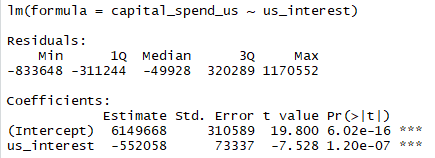 lm(formula = capital_spend_us ~ us_interest)
Residuals:
Min 1Q Median 3Q Max
-833648 -311244 -49928 320289 1170552
Coefficients:
Estimate Std. Error t value Pr(>|t|)
(Intercept) 6149668 310589 19.800 6.02e-16 ***
us_interest -552058 73337 -7.528 1.20e-07 ***